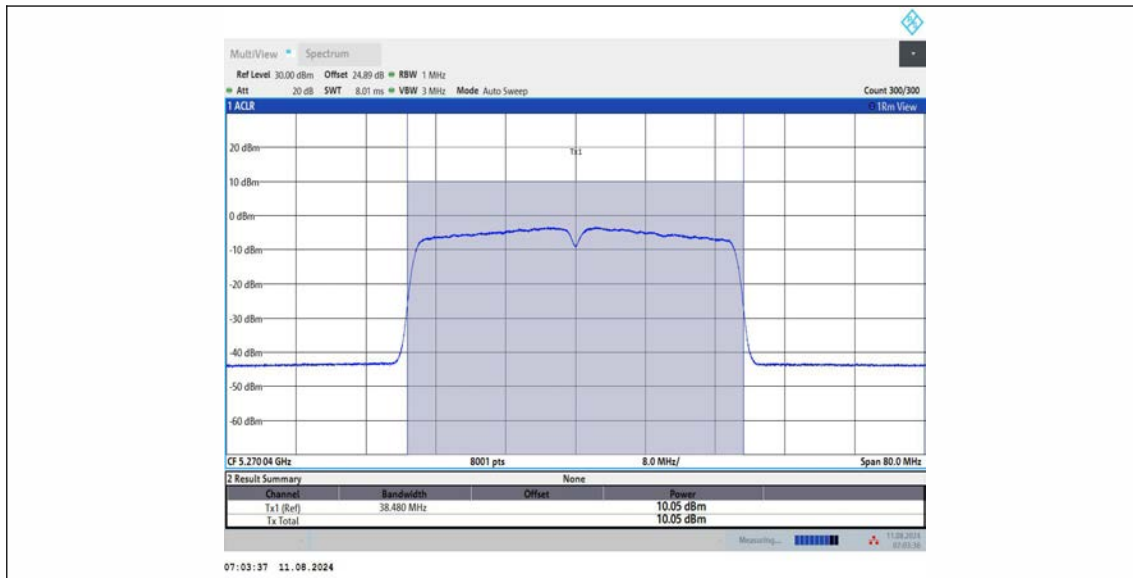 MultiView Spectrum
Ref Level 30.00 dBm Offset 24.89 dB RBW 1 MHz
Att 20 dB SWT 8.01 ms VBW 3 MHz Mode Auto Sweep Count 300/300
1 ACLR 1Rm View
20 dBm
Tx1
10 dBm
0 dBm
-10 dBm
-20 dBm
-30 dBm
-40 dBm
-50 dBm
-60 dBm
CF 5.27004 GHz 8001 pts 8.0 MHz/ Span 80.0 MHz
2 Result Summary None
Channel Bandwidth Offset Power
Tx1 (Ref) 38.480 MHz 10.05 dBm
Tx Total 10.05 dBm
Measuring... 11.08.2024
07:03:37 11.08.2024